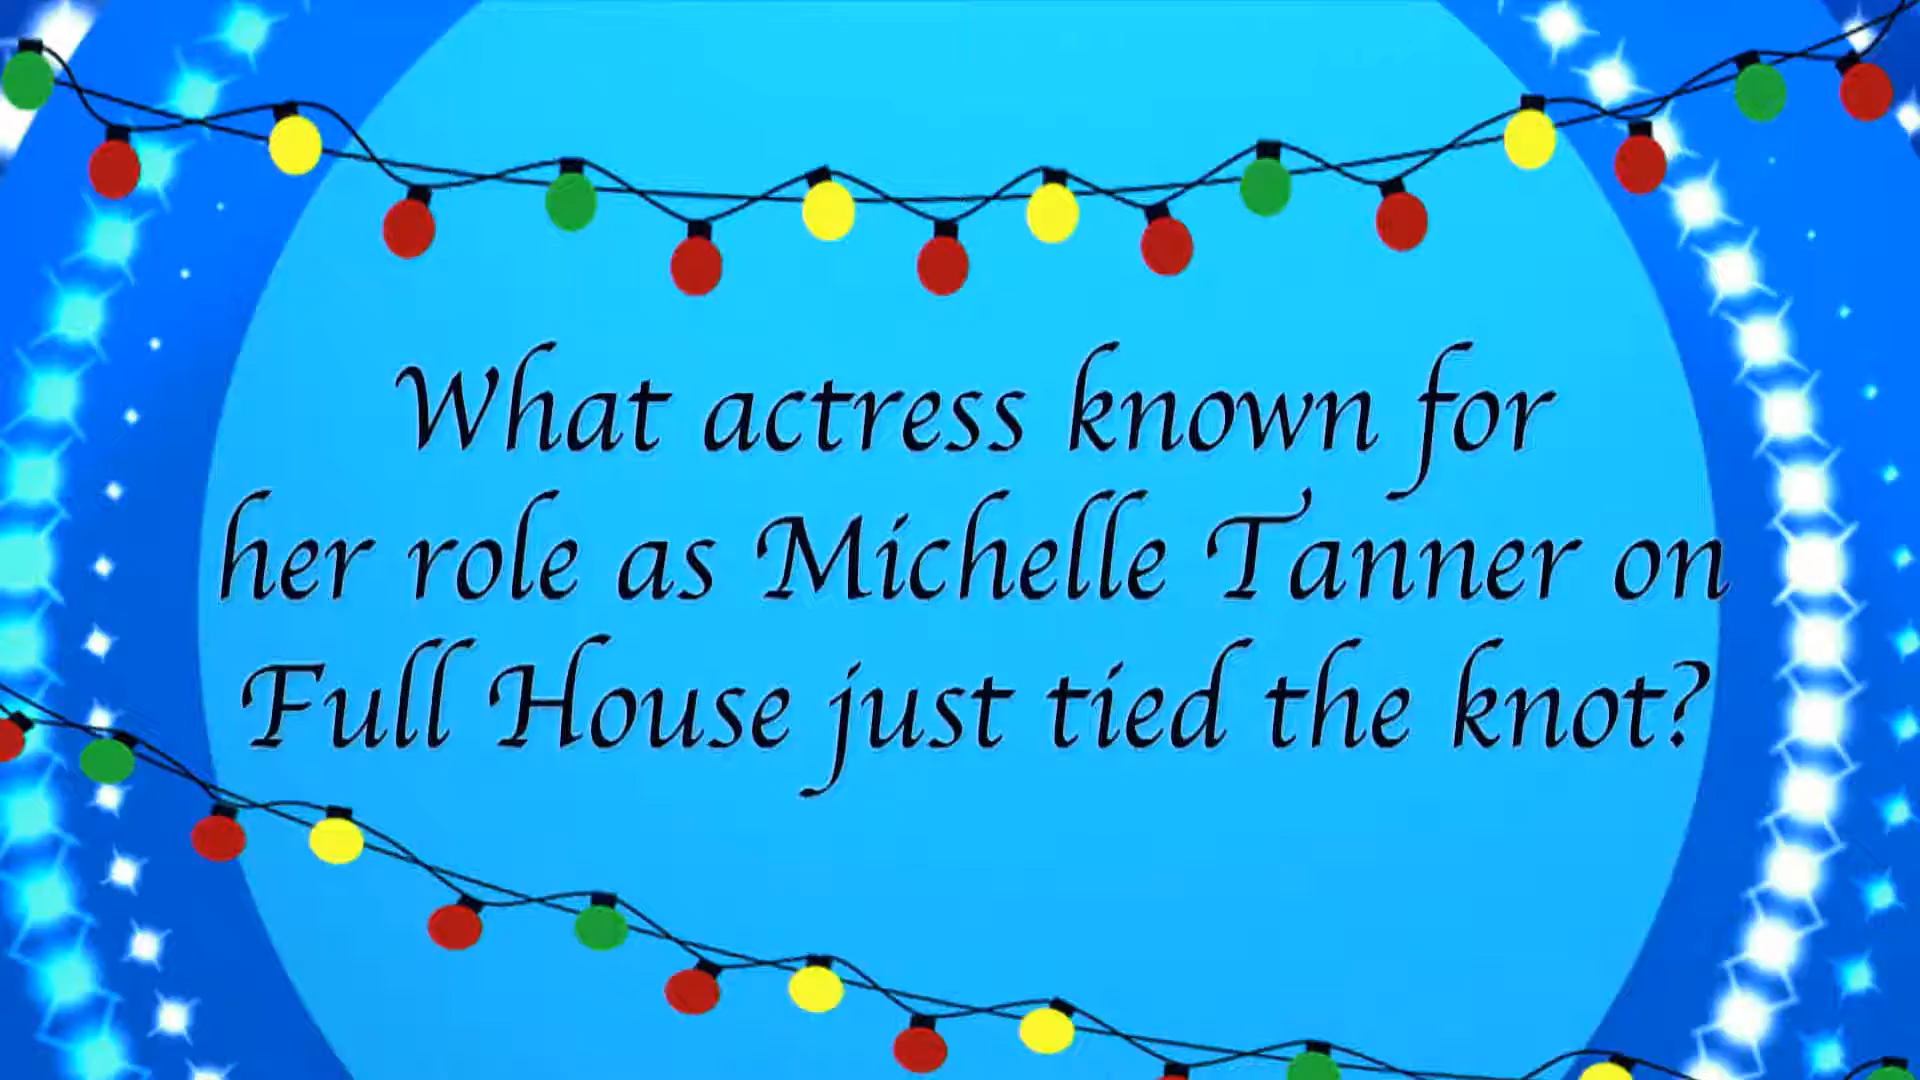 What actress known for
her role as Michelle Tanner on
Full House just tied the knot?